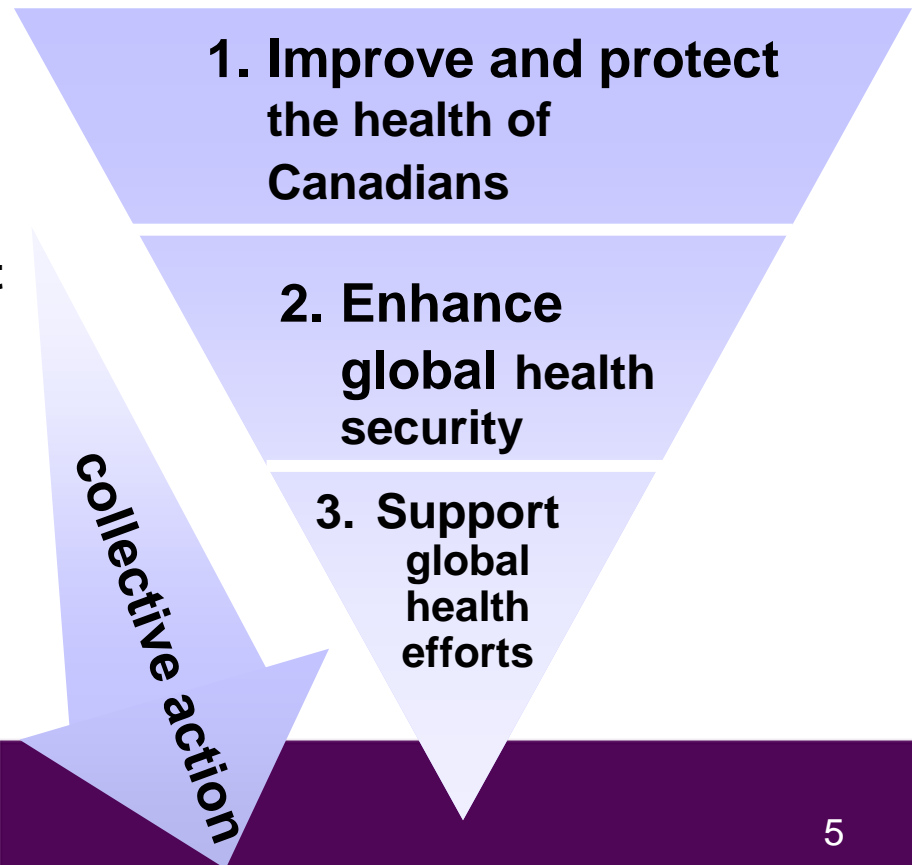 1. Improve and protect
the health of
Canadians
2. Enhance
global health
security
3. Support
global
health
efforts
collective action
5